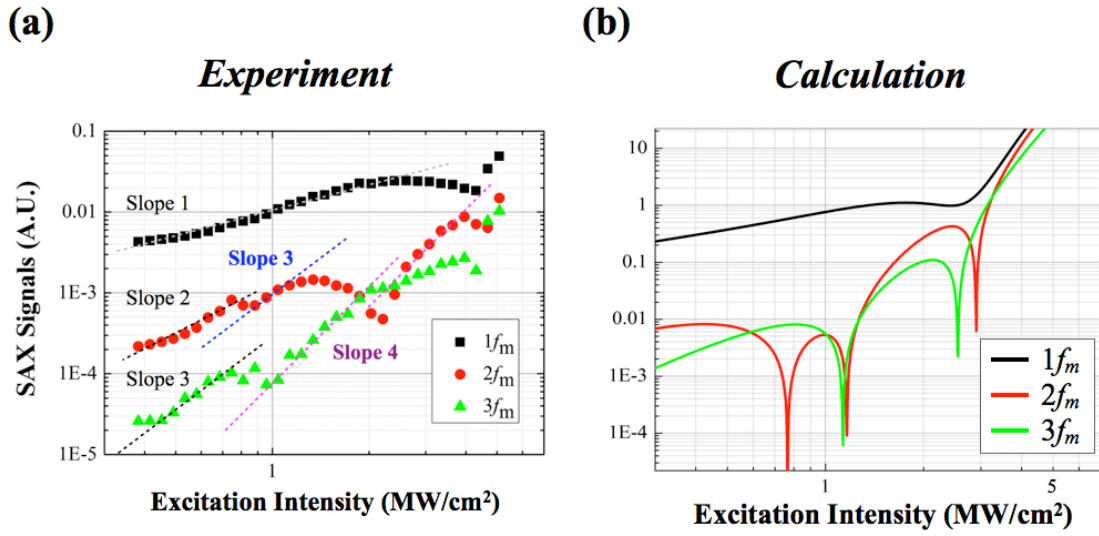 (a)
Experiment
SAX Signals (A.U.)
0.1
0.01
1E-3
1E-4
1E-5
Slope 1
Slope 3
Slope 2
Slope 4
Slope 3
1fm
2fm
3fm
1
Excitation Intensity (MW/cm²)
(b)
Calculation
10
1
0.1
0.01
1E-3
1E-4
1fm
2fm
3fm
1
5
Excitation Intensity (MW/cm²)